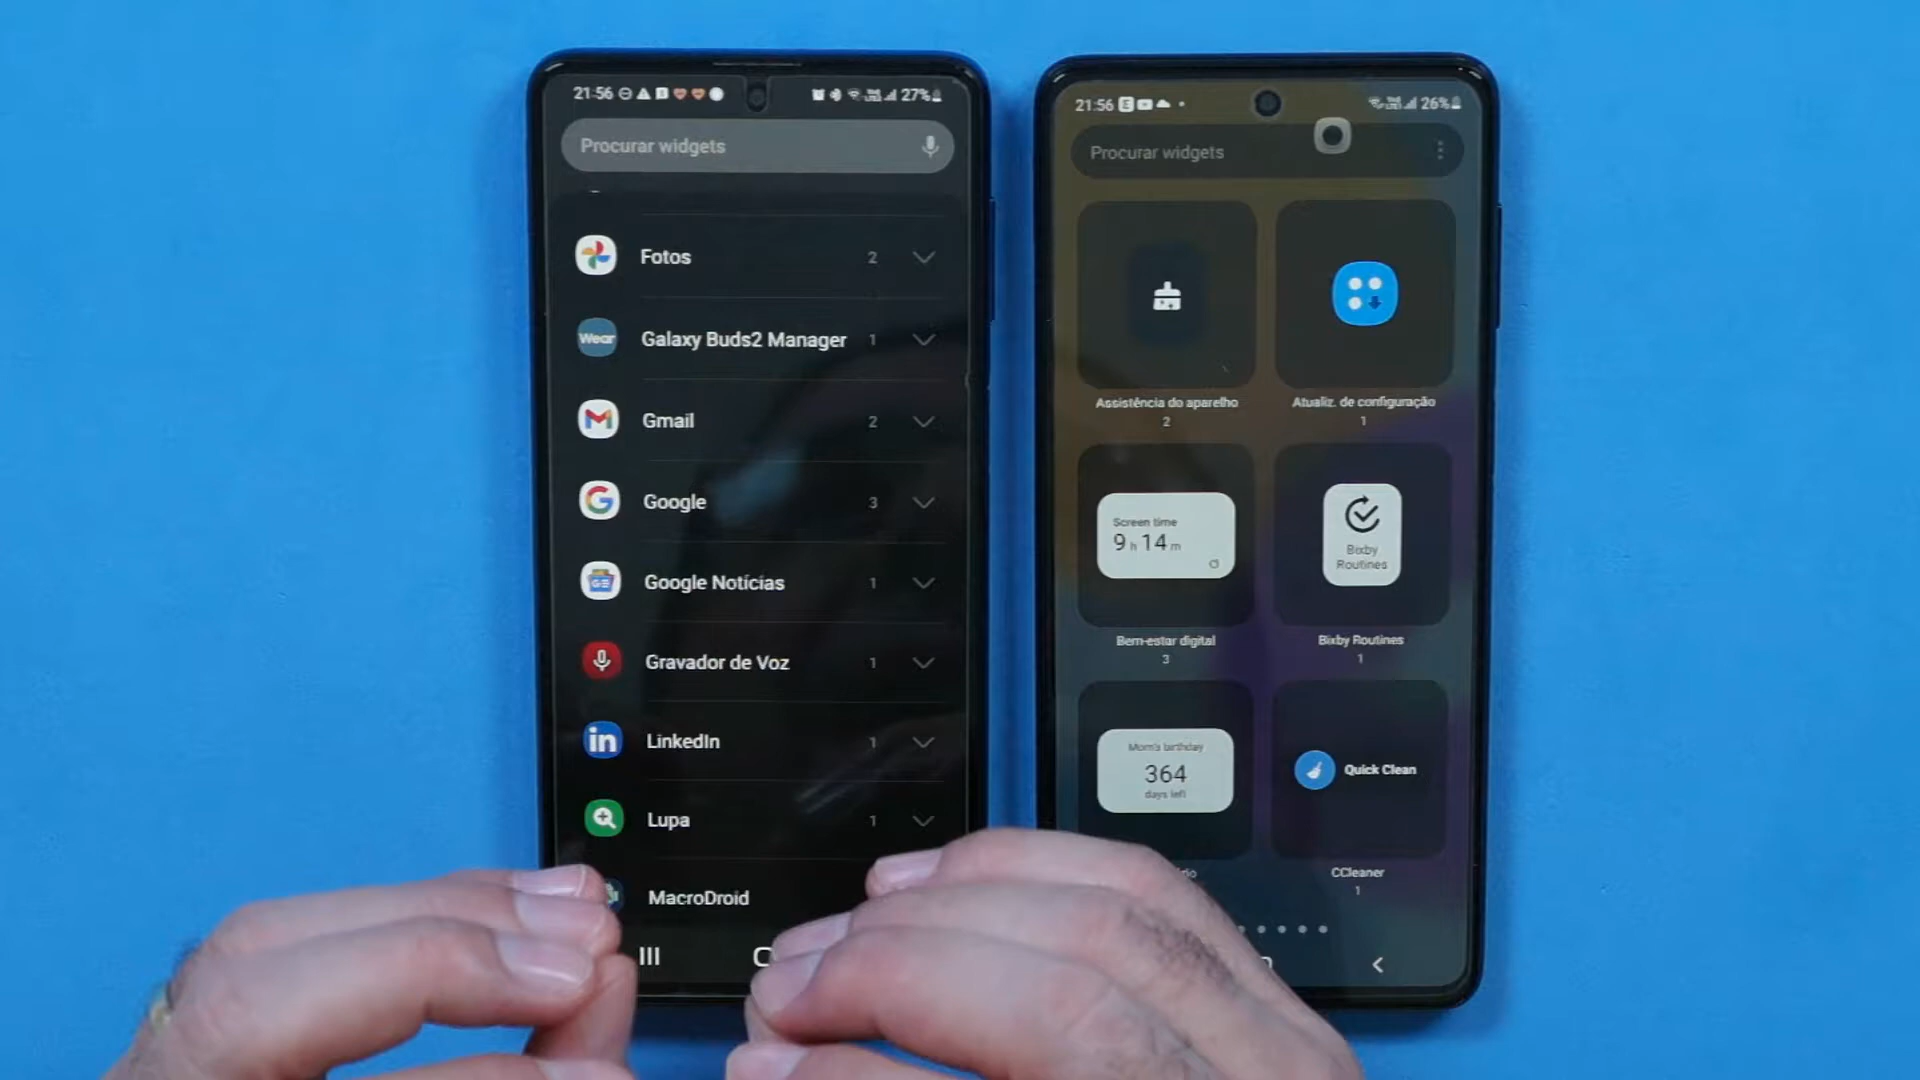 21:56
27%
Procurar widgets
Fotos
2
Wear
Galaxy Buds2 Manager
1
Gmail
2
Google
3
GE
Google Notícias
1
Gravador de Voz
1
in
LinkedIn
1
Lupa
1
MacroDroid
21:56
26%
Procurar widgets
Assistência do aparelho
2
Atualiz. de configuração
1
Screen time
9 h 14 m
Bem-estar digital
3
Bixby
Routines
Bixby Routines
1
Mom's birthday
364
days left
Quick Clean
CCleaner
1